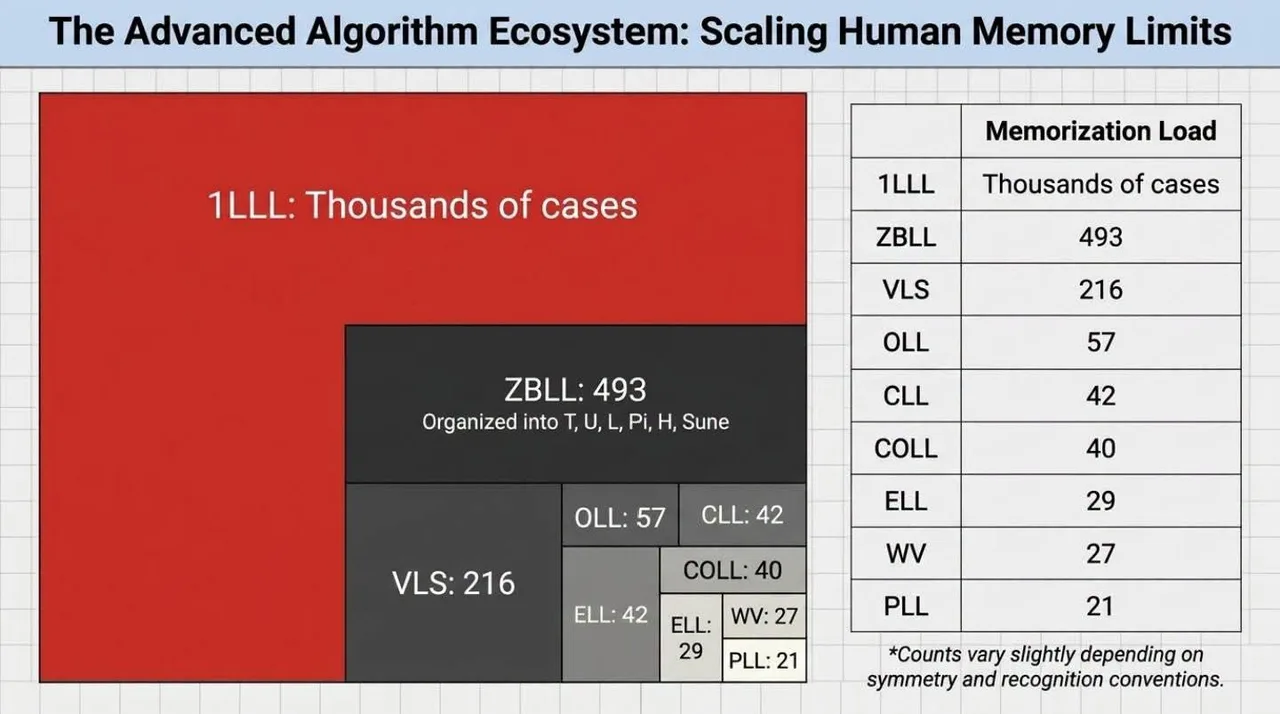 The Advanced Algorithm Ecosystem: Scaling Human Memory Limits
1LLL: Thousands of cases
ZBLL: 493
Organized into T, U, L, Pi, H, Sune
VLS: 216
OLL: 57
CLL: 42
ELL: 42
COLL: 40
ELL:
29
WV: 27
PLL: 21
Memorization Load
1LLL Thousands of cases
ZBLL 493
VLS 216
OLL 57
CLL 42
COLL 40
ELL 29
WV 27
PLL 21
*Counts vary slightly depending on
symmetry and recognition conventions.